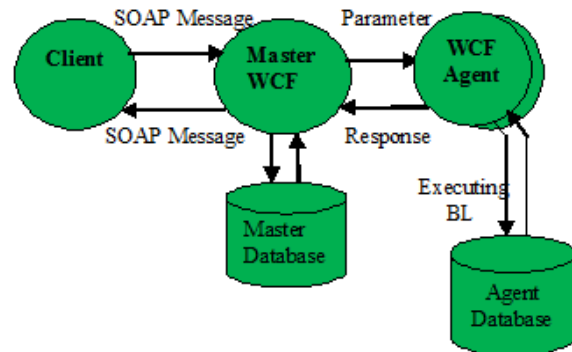 SOAP Message
Parameter
Client
Master
WCF
WCF
Agent
SOAP Message
Response
Executing
BL
Master
Database
Agent
Database